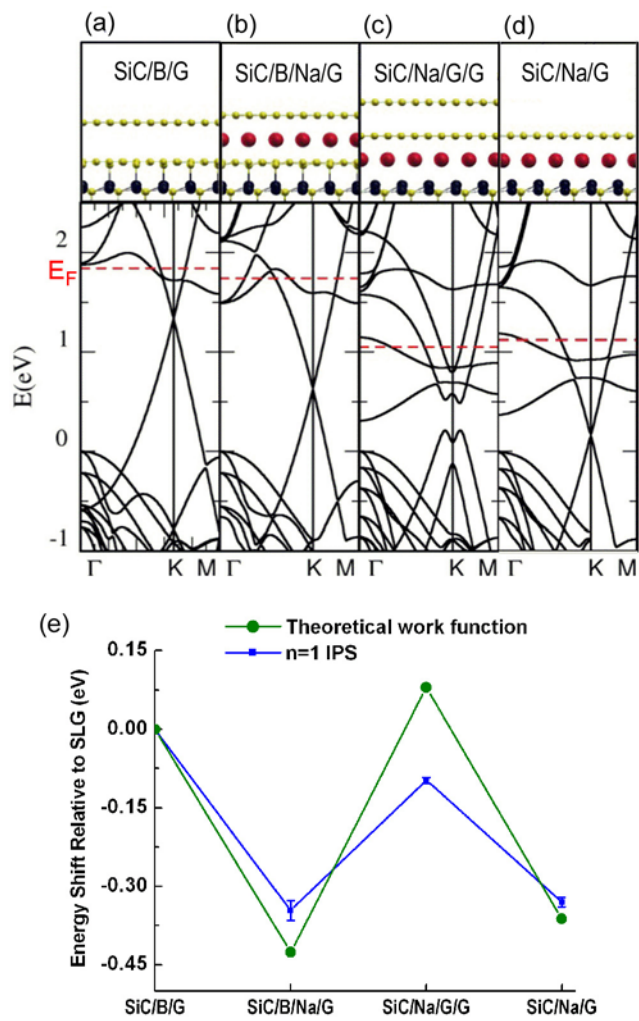 (a) (b) (c) (d)
SiC/B/G SiC/B/Na/G SiC/Na/G/G SiC/Na/G
2
E_F
1
E(eV)
0
-1
Γ K M Γ K M Γ K M Γ K M
(e)
Theoretical work function
n=1 IPS
0.15
0.00
-0.15
-0.30
-0.45
Energy Shift Relative to SLG (eV)
SiC/B/G SiC/B/Na/G SiC/Na/G/G SiC/Na/G